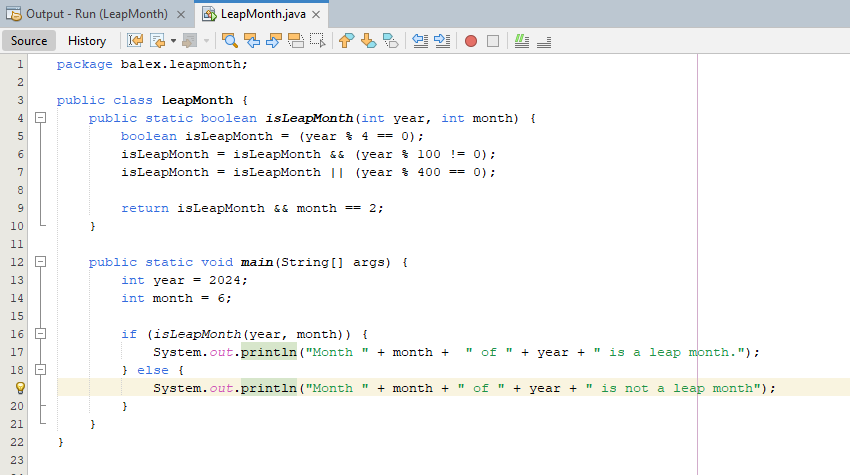 Output - Run (LeapMonth) × LeapMonth.java ×
Source History
1 package balex.leapmonth;
2
3 public class LeapMonth {
4 public static boolean isLeapMonth(int year, int month) {
5 boolean isLeapMonth = (year % 4 == 0);
6 isLeapMonth = isLeapMonth && (year % 100 != 0);
7 isLeapMonth = isLeapMonth || (year % 400 == 0);
8
9 return isLeapMonth && month == 2;
10 }
11
12 public static void main(String[] args) {
13 int year = 2024;
14 int month = 6;
15
16 if (isLeapMonth(year, month)) {
17 System.out.println("Month " + month +  " of " + year + " is a leap month.");
18 } else {
System.out.println("Month " + month + " of " + year + " is not a leap month");
20 }
21 }
22 }
23